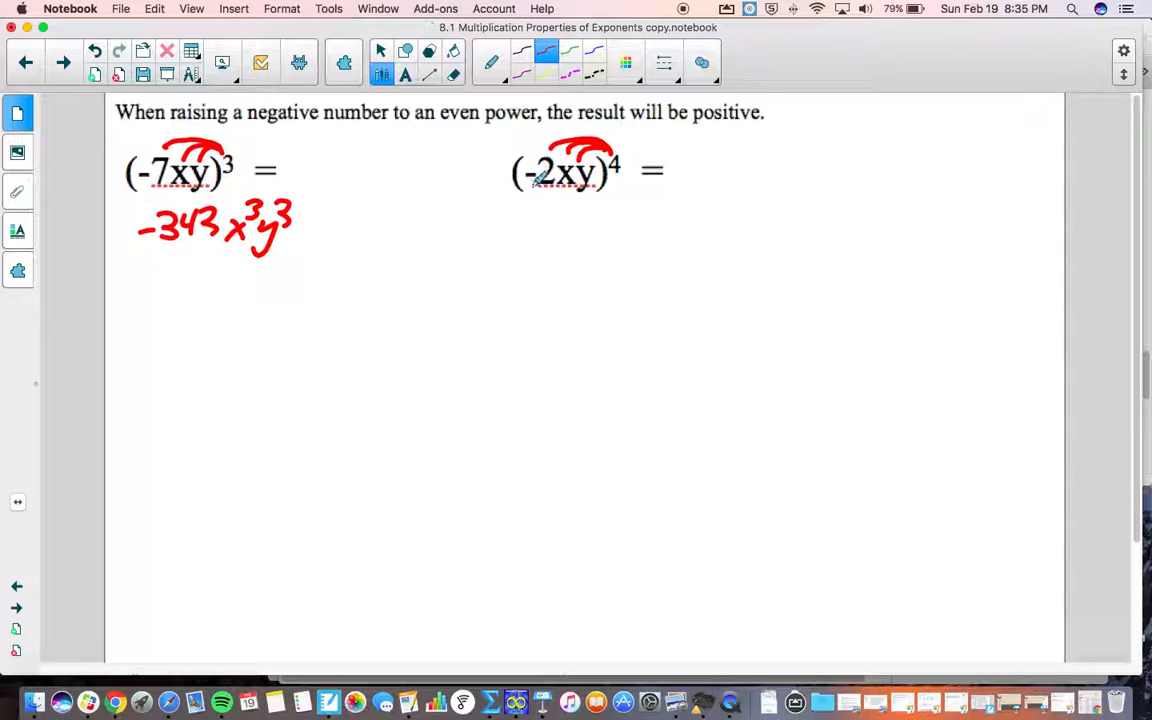 Notebook File Edit View Insert Format Tools Window Add-ons Account Help 79% Sun Feb 19 8:35 PM
8.1 Multiplication Properties of Exponents copy.notebook
When raising a negative number to an even power, the result will be positive.
(-7xy)³ = (-2xy)⁴ =
-343x³y³